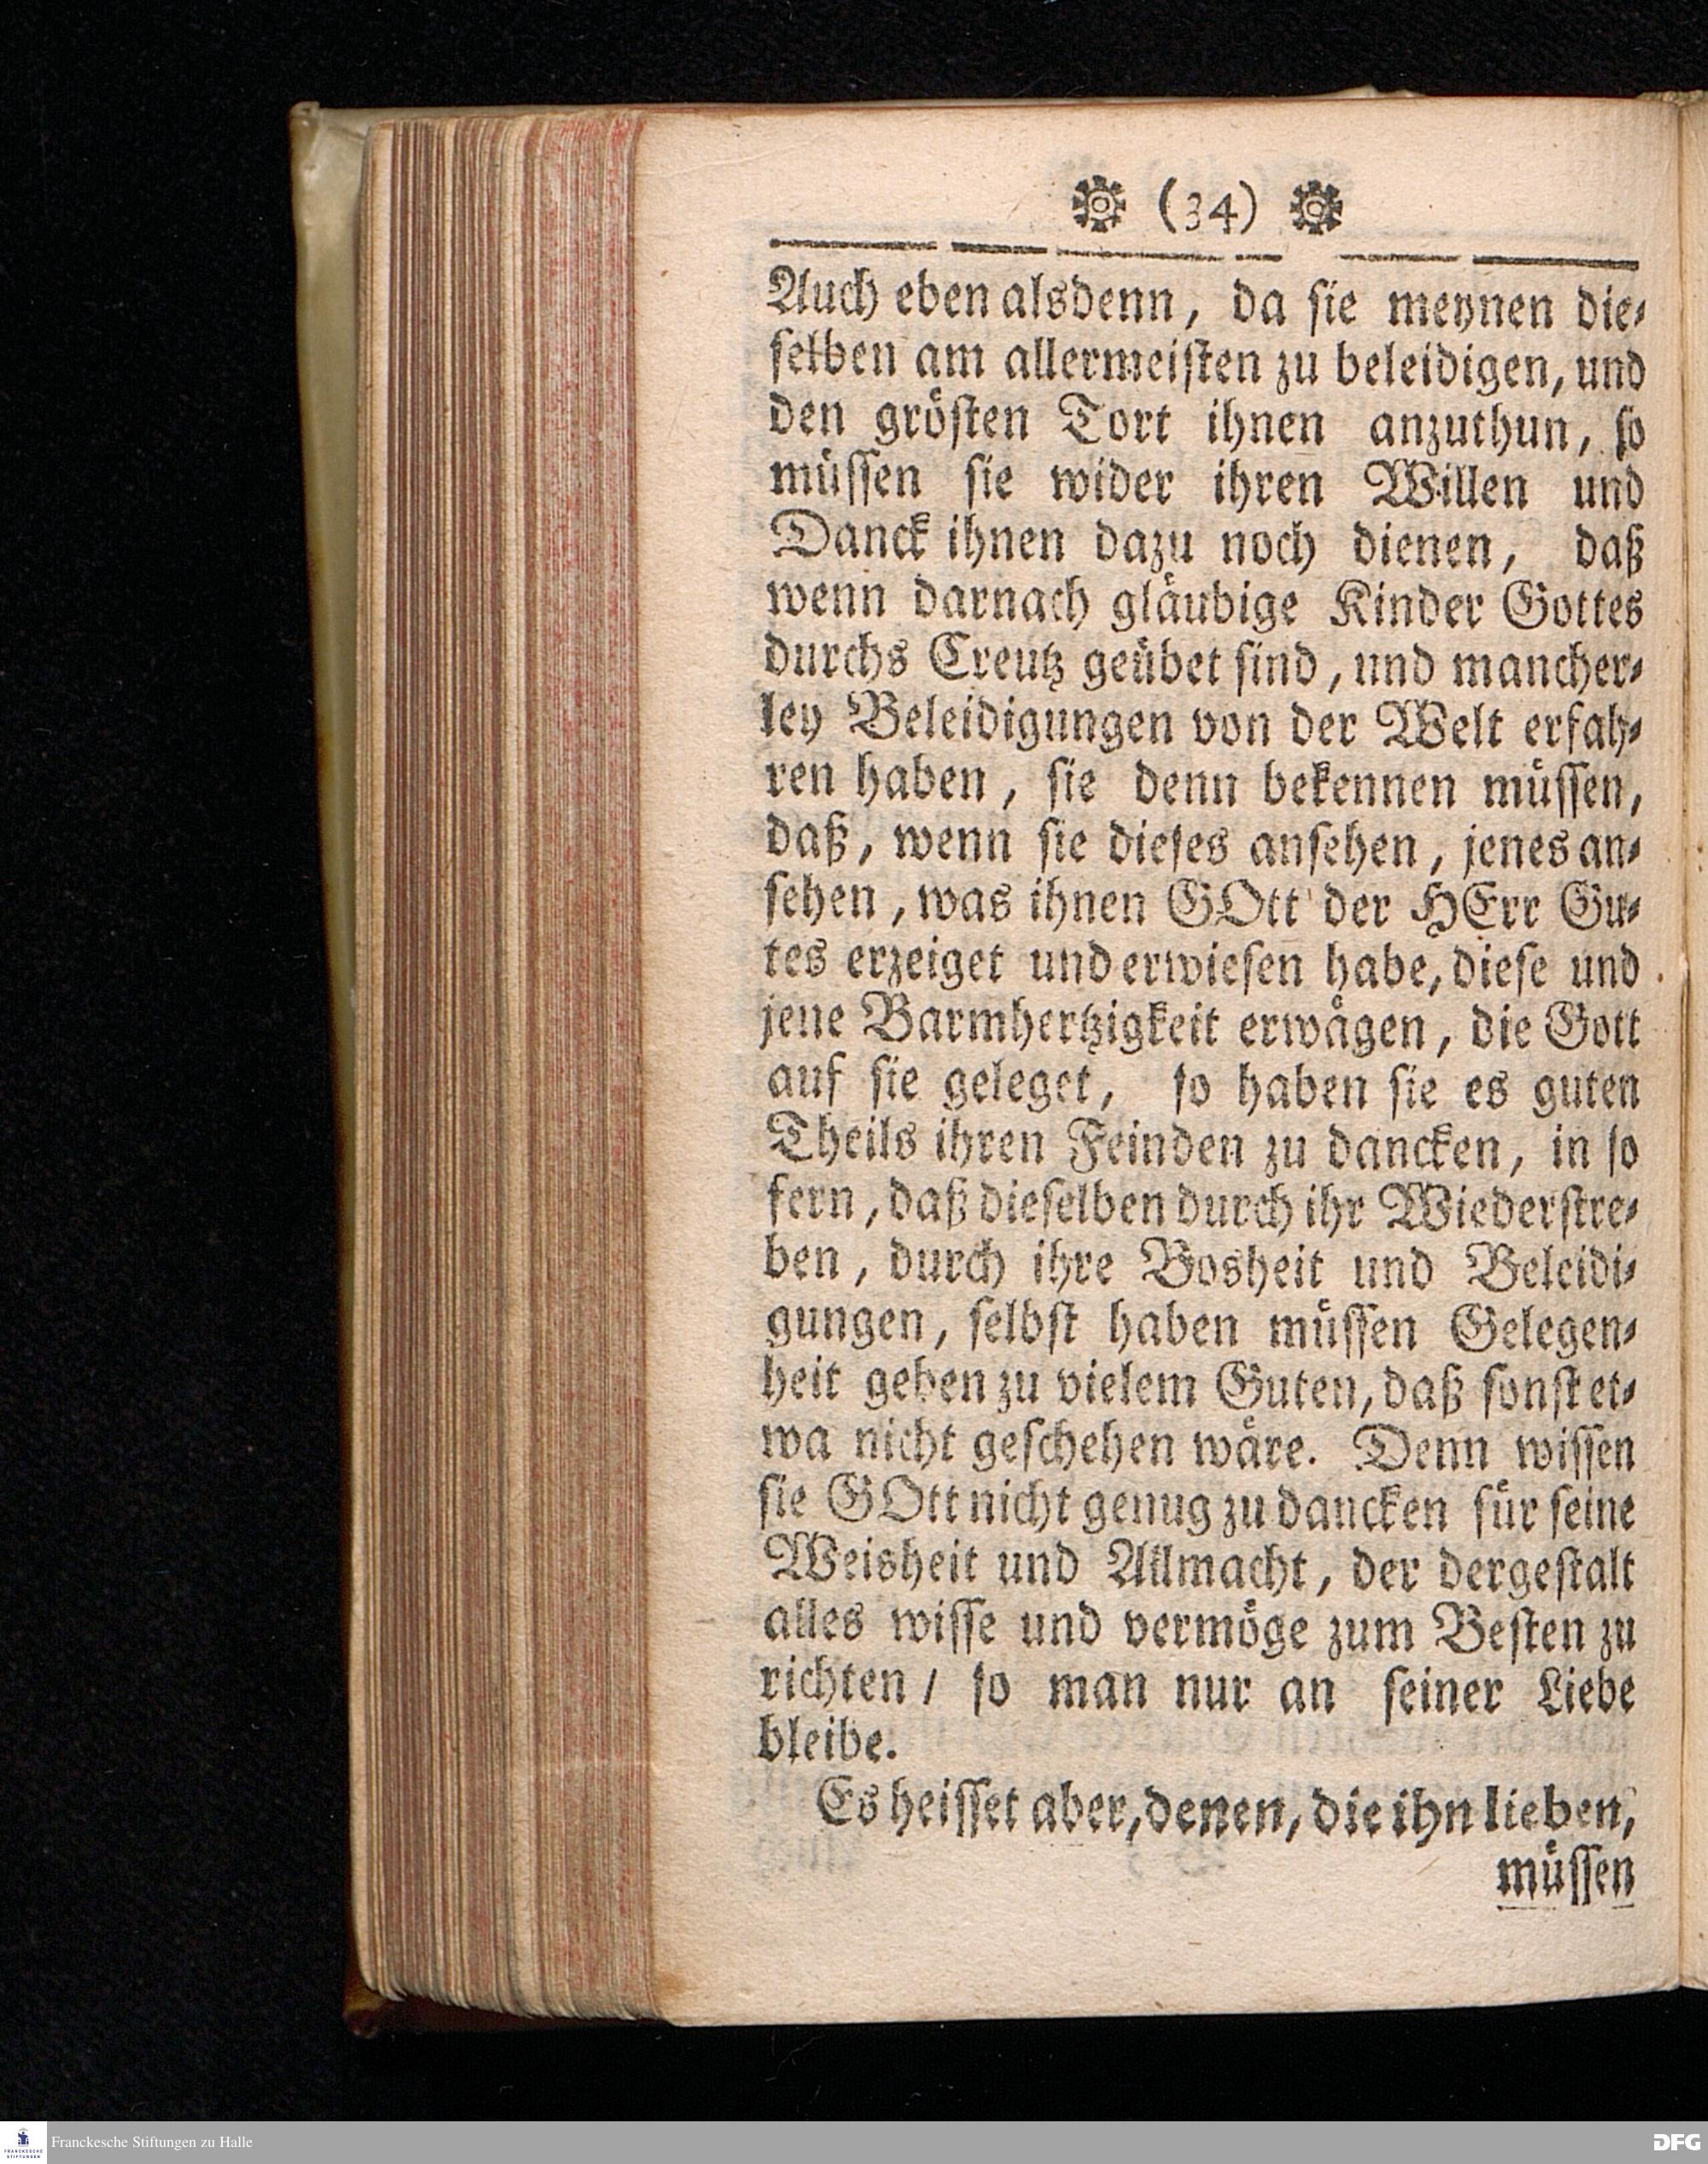 (34)
Auch eben alsdenn, da sie meynen die-
selben am allermeisten zu beleidigen, und
den grösten Tort ihnen anzuthun, so
müssen sie wider ihren Willen und
Danck ihnen dazu noch dienen, daß
wenn darnach gläubige Kinder Gottes
durchs Creutz geübet sind, und mancher-
ley Beleidigungen von der Welt erfah-
ren haben, sie denn bekennen müssen,
daß, wenn sie dieses ansehen, jenes an-
sehen, was ihnen GOtt der HErr Gu-
tes erzeiget und erwiesen habe, diese und
jene Barmhertzigkeit erwägen, die Gott
auf sie geleget, so haben sie es guten
Theils ihren Feinden zu dancken, in so
fern, daß dieselben durch ihr Wiederstre-
ben, durch ihre Bosheit und Beleidi-
gungen, selbst haben müssen Gelegen-
heit geben zu vielem Guten, daß sonst et-
wa nicht geschehen wäre. Denn wissen
sie GOtt nicht genug zu dancken für seine
Weisheit und Allmacht, der dergestalt
alles wisse und vermöge zum Besten zu
richten / so man nur an seiner Liebe
bleibe.
Es heisset aber, denen, die ihn lieben,
müssen
FRANCKESCHE
STIFTUNGEN
Franckesche Stiftungen zu Halle
DFG